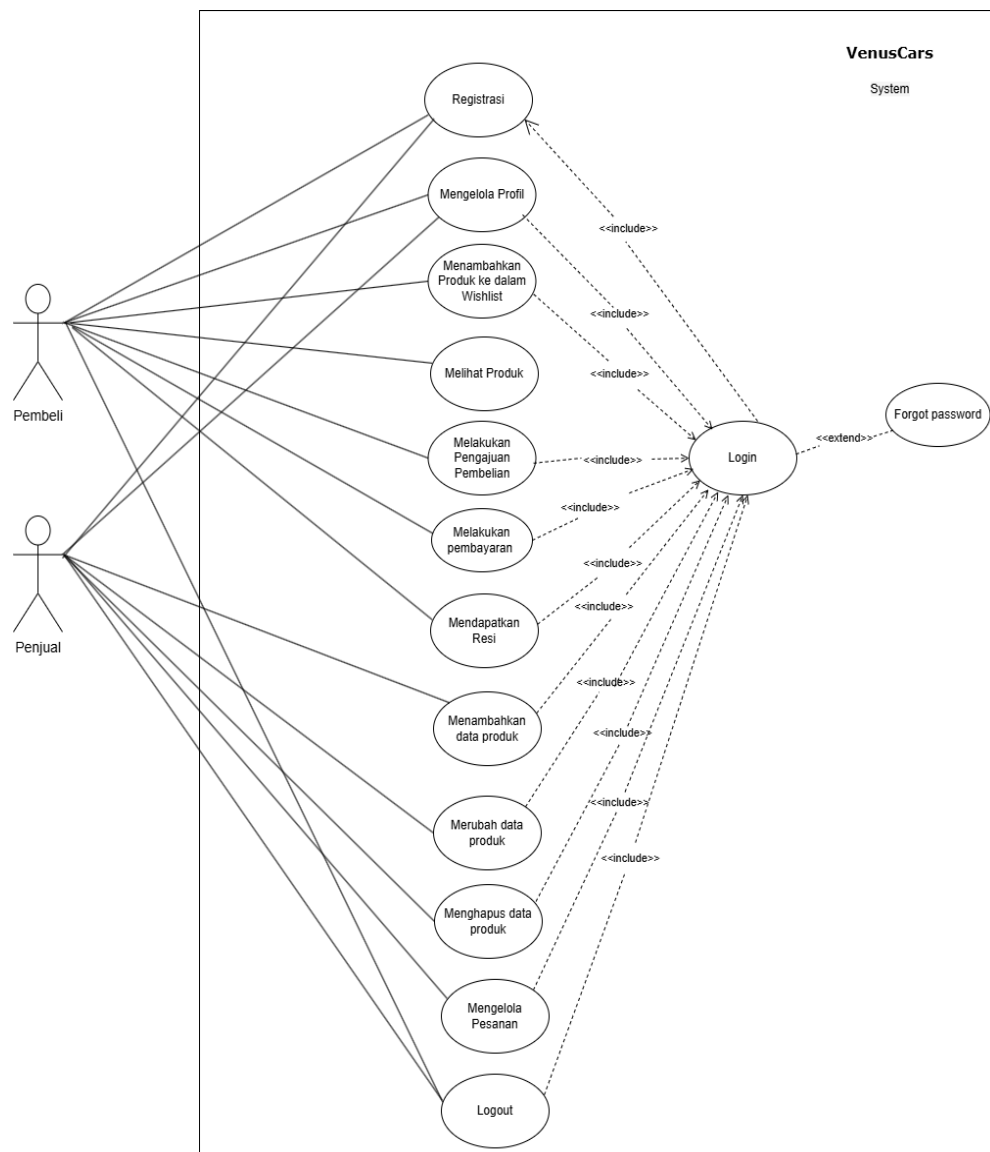 VenusCars
System
Registrasi
Mengelola Profil
<<include>>
Menambahkan
Produk ke dalam
Wishlist
<<include>>
<<include>>
Pembeli
Melihat Produk
Forgot password
<<extend>>
Melakukan
Pengajuan
Pembelian
<<include>>
Login
Melakukan
pembayaran
<<include>>
<<include>>
Penjual
Mendapatkan
Resi
<<include>>
<<include>>
Menambahkan
data produk
<<include>>
<<include>>
Merubah data
produk
<<include>>
Menghapus data
produk
Mengelola
Pesanan
Logout